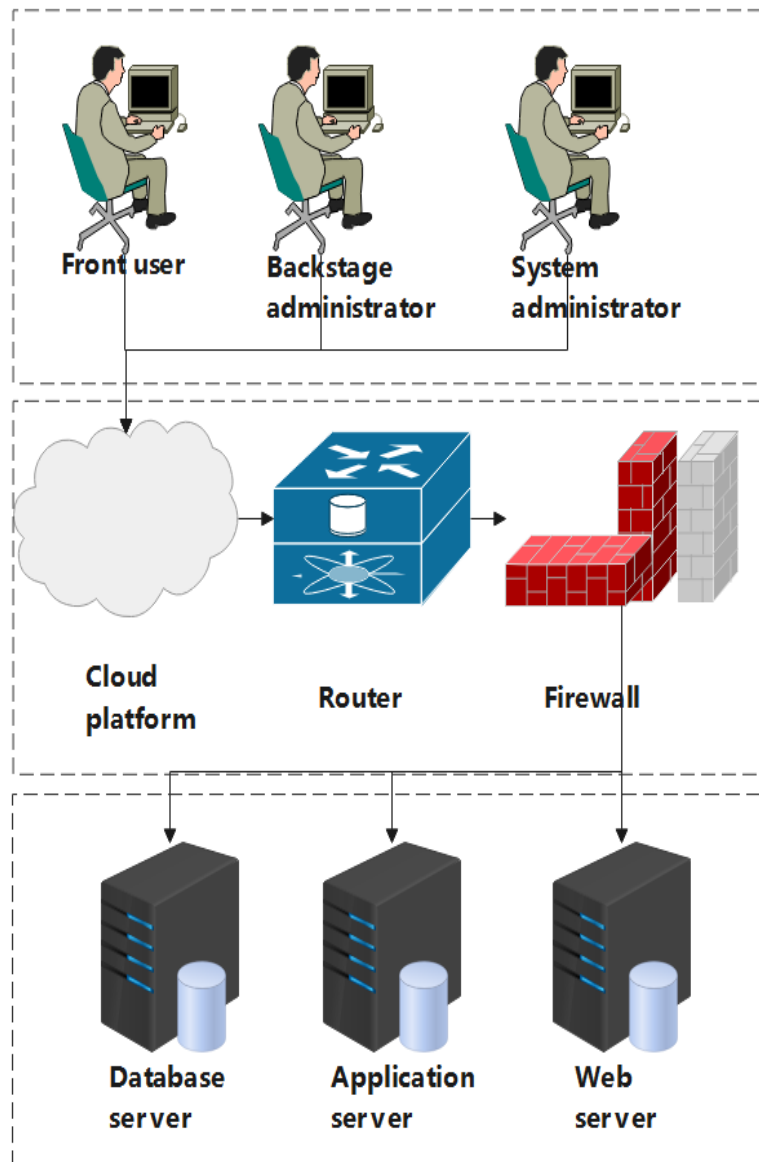 Front user
Backstage
administrator
System
administrator
Cloud
platform
Router
Firewall
Database
server
Application
server
Web
server